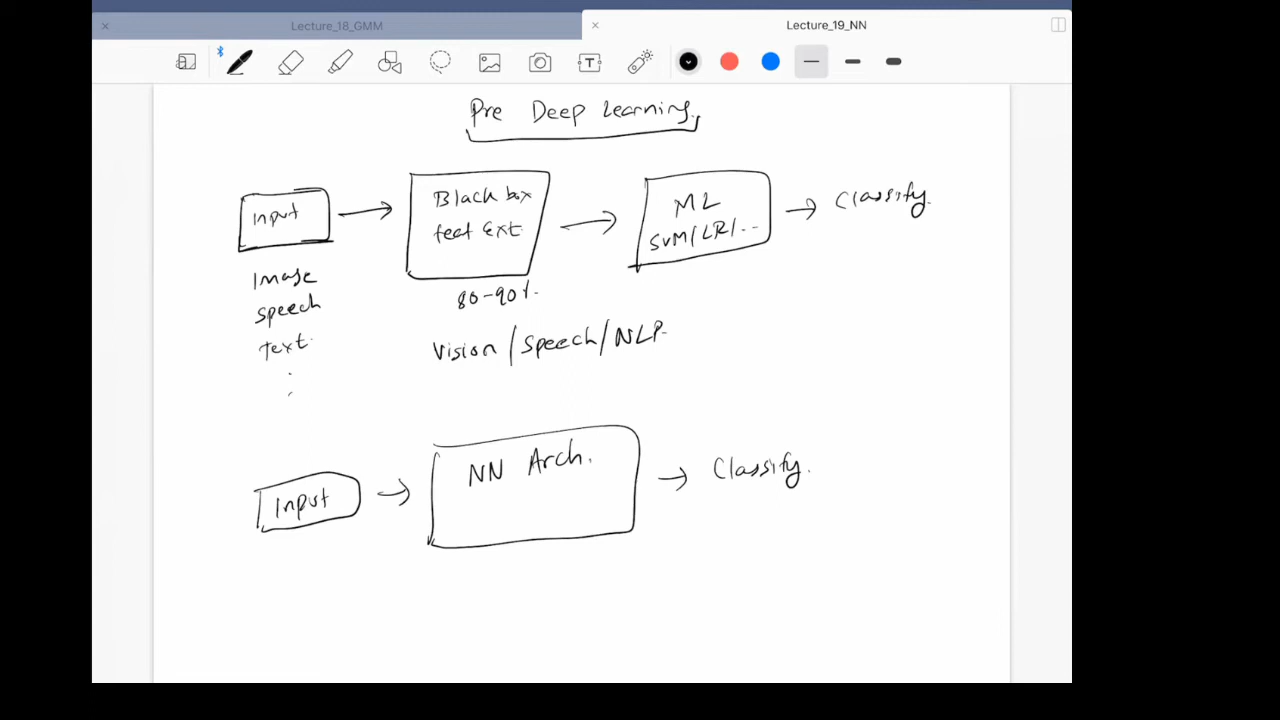 Lecture_18_GMM
Lecture_19_NN
Pre Deep Learning.
Input
Black box
feat Ext.
ML
SVM/LR/...
Classify.
Image
speech
Text.
80-90%.
Vision/Speech/NLP.
Input
NN Arch.
Classify.